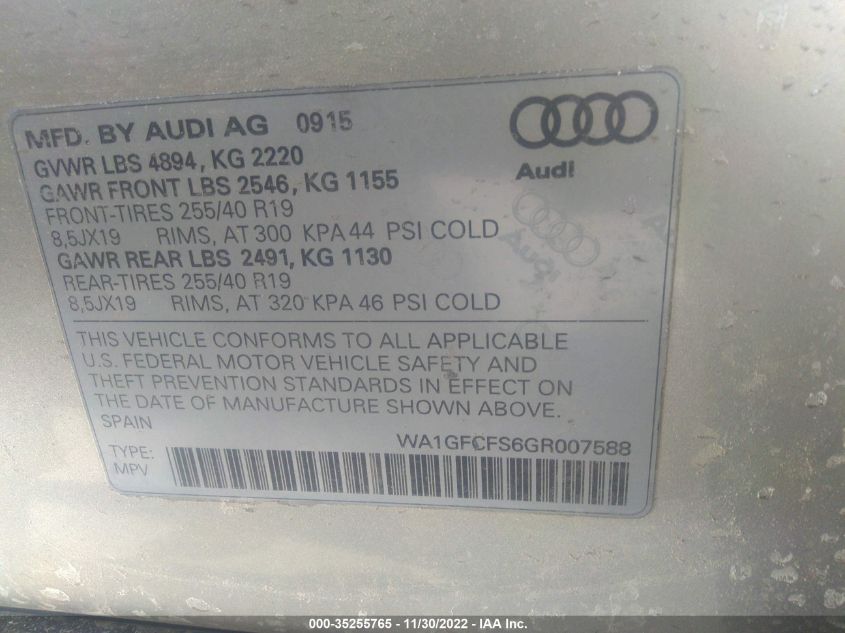 MFD. BY AUDI AG 0915
GVWR LBS 4894, KG 2220
GAWR FRONT LBS 2546, KG 1155
FRONT-TIRES 255/40 R19
8,5JX19 RIMS, AT 300 KPA 44 PSI COLD
GAWR REAR LBS 2491, KG 1130
REAR-TIRES 255/40 R19
8,5JX19 RIMS, AT 320 KPA 46 PSI COLD
Audi
Audi
THIS VEHICLE CONFORMS TO ALL APPLICABLE
U.S. FEDERAL MOTOR VEHICLE SAFETY AND
THEFT PREVENTION STANDARDS IN EFFECT ON
THE DATE OF MANUFACTURE SHOWN ABOVE.
SPAIN
WA1GFCFS6GR007588
TYPE:
MPV
000-35255765 - 11/30/2022 - IAA Inc.